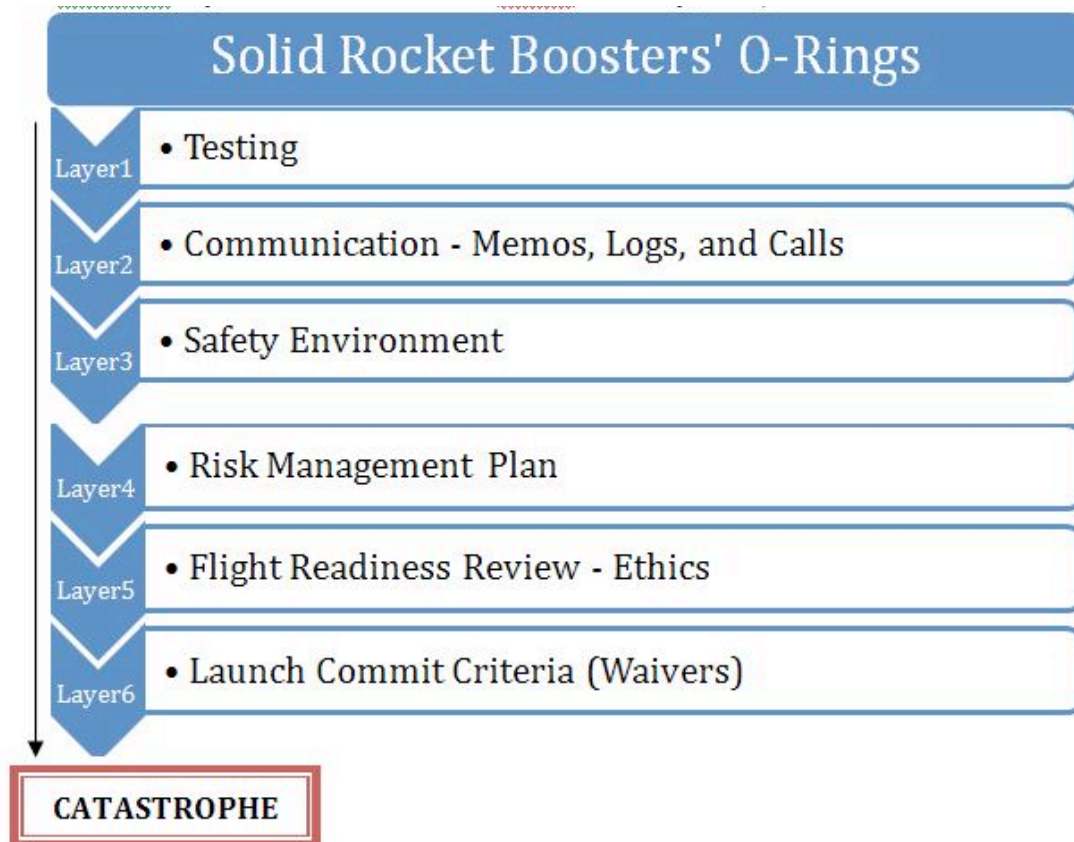 Solid Rocket Boosters' O-Rings
Layer1
• Testing
Layer2
• Communication - Memos, Logs, and Calls
Layer3
• Safety Environment
Layer4
• Risk Management Plan
Layer5
• Flight Readiness Review - Ethics
Layer6
• Launch Commit Criteria (Waivers)
CATASTROPHE